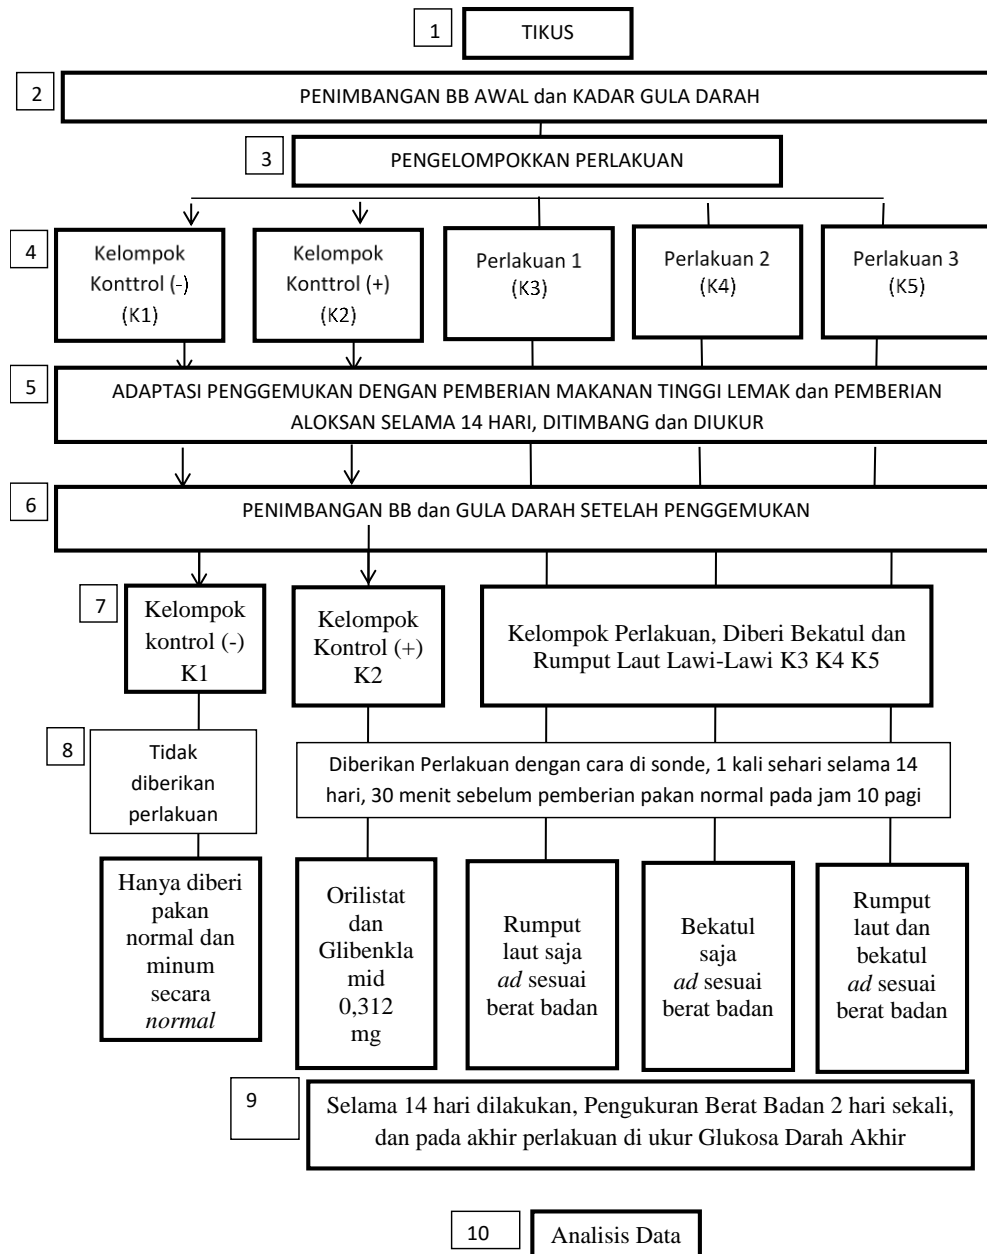 1
TIKUS
2
PENIMBANGAN BB AWAL dan KADAR GULA DARAH
3
PENGELOMPOKKAN PERLAKUAN
4
Kelompok
Konttrol (-)
(K1)
Kelompok
Konttrol (+)
(K2)
Perlakuan 1
(K3)
Perlakuan 2
(K4)
Perlakuan 3
(K5)
5
ADAPTASI PENGGEMUKAN DENGAN PEMBERIAN MAKANAN TINGGI LEMAK dan PEMBERIAN
ALOKSAN SELAMA 14 HARI, DITIMBANG dan DIUKUR
6
PENIMBANGAN BB dan GULA DARAH SETELAH PENGGEMUKAN
7
Kelompok
kontrol (-)
K1
Kelompok
Kontrol (+)
K2
Kelompok Perlakuan, Diberi Bekatul dan
Rumput Laut Lawi-Lawi K3 K4 K5
8
Tidak
diberikan
perlakuan
Diberikan Perlakuan dengan cara di sonde, 1 kali sehari selama 14
hari, 30 menit sebelum pemberian pakan normal pada jam 10 pagi
Hanya diberi
pakan
normal dan
minum
secara
normal
Orilistat
dan
Glibenkla
mid
0,312
mg
Rumput
laut saja
ad sesuai
berat badan
Bekatul
saja
ad sesuai
berat badan
Rumput
laut dan
bekatul
ad sesuai
berat badan
9
Selama 14 hari dilakukan, Pengukuran Berat Badan 2 hari sekali,
dan pada akhir perlakuan di ukur Glukosa Darah Akhir
10
Analisis Data